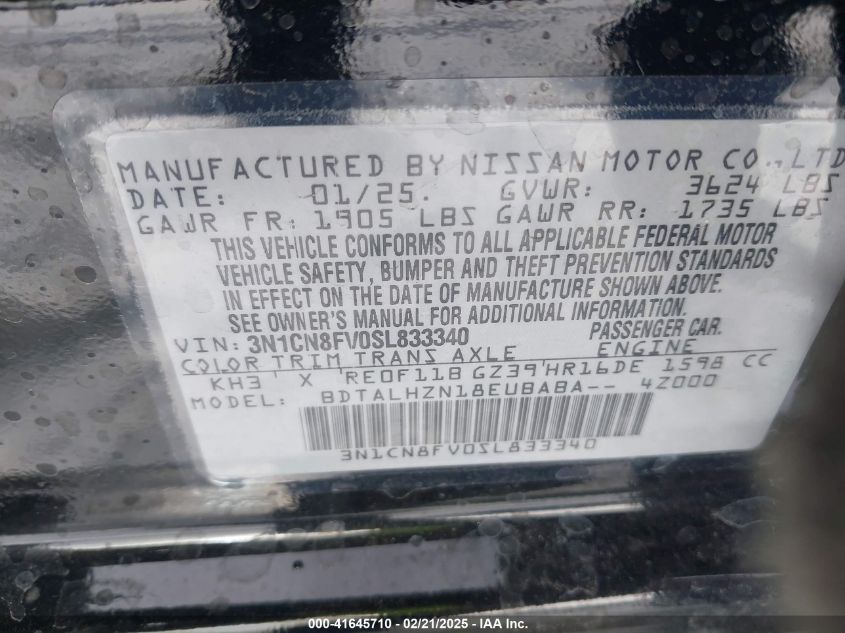 MANUFACTURED BY NISSAN MOTOR CO.,LTD
DATE: 01/25. GVWR: 3624 LBS
GAWR FR: 1905 LBS GAWR RR: 1735 LBS
THIS VEHICLE CONFORMS TO ALL APPLICABLE FEDERAL MOTOR
VEHICLE SAFETY, BUMPER AND THEFT PREVENTION STANDARDS
IN EFFECT ON THE DATE OF MANUFACTURE SHOWN ABOVE.
SEE OWNER'S MANUAL FOR ADDITIONAL INFORMATION.
VIN: 3N1CN8FV0SL833340 PASSENGER CAR.
COLOR TRIM TRANS AXLE ENGINE
KH3 X RE0F11B GZ39 HR16DE 1598 CC
MODEL: BDTALHZN18EUBABA-- 4Z000
3N1CN8FV0SL833340
000-41645710 - 02/21/2025 - IAA Inc.